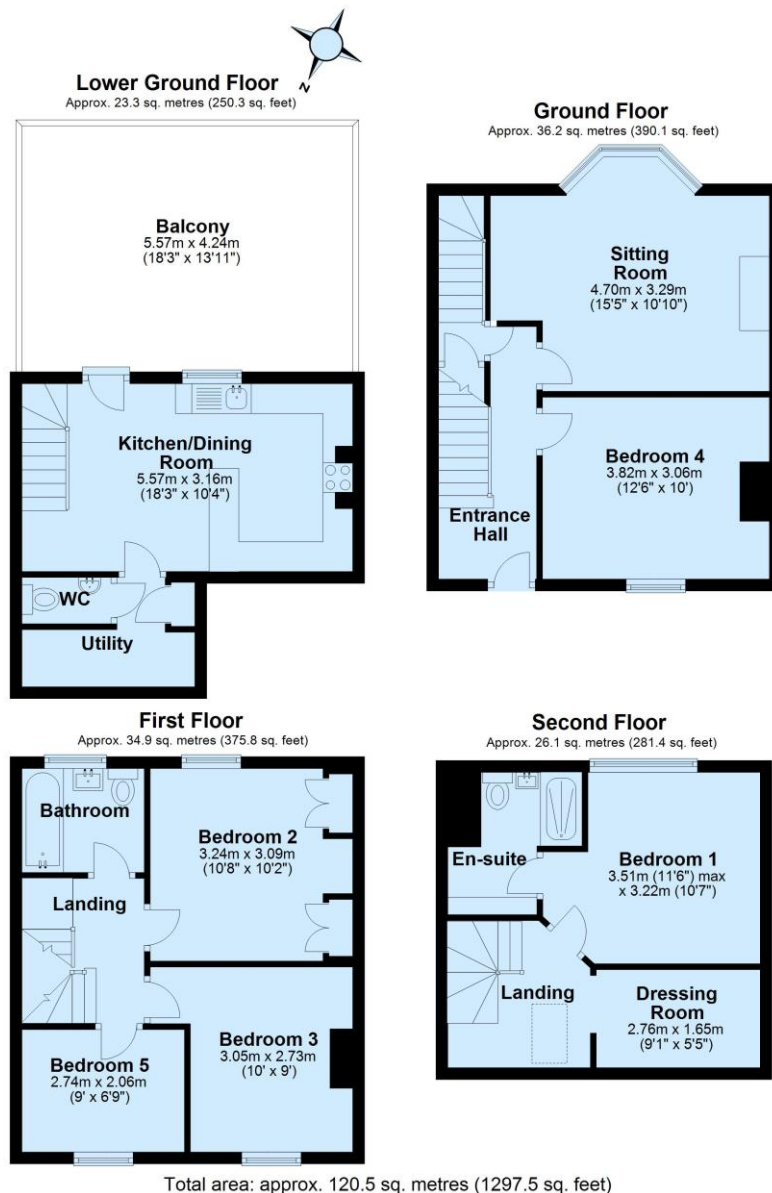 N
Lower Ground Floor
Approx. 23.3 sq. metres (250.3 sq. feet)
Balcony
5.57m x 4.24m
(18'3" x 13'11")
Kitchen/Dining
Room
5.57m x 3.16m
(18'3" x 10'4")
WC
Utility
Ground Floor
Approx. 36.2 sq. metres (390.1 sq. feet)
Sitting
Room
4.70m x 3.29m
(15'5" x 10'10")
Bedroom 4
3.82m x 3.06m
(12'6" x 10')
Entrance
Hall
First Floor
Approx. 34.9 sq. metres (375.8 sq. feet)
Bathroom
Bedroom 2
3.24m x 3.09m
(10'8" x 10'2")
Landing
Bedroom 3
3.05m x 2.73m
(10' x 9')
Bedroom 5
2.74m x 2.06m
(9' x 6'9")
Second Floor
Approx. 26.1 sq. metres (281.4 sq. feet)
En-suite
Bedroom 1
3.51m (11'6") max
x 3.22m (10'7")
Landing
Dressing
Room
2.76m x 1.65m
(9'1" x 5'5")
Total area: approx. 120.5 sq. metres (1297.5 sq. feet)